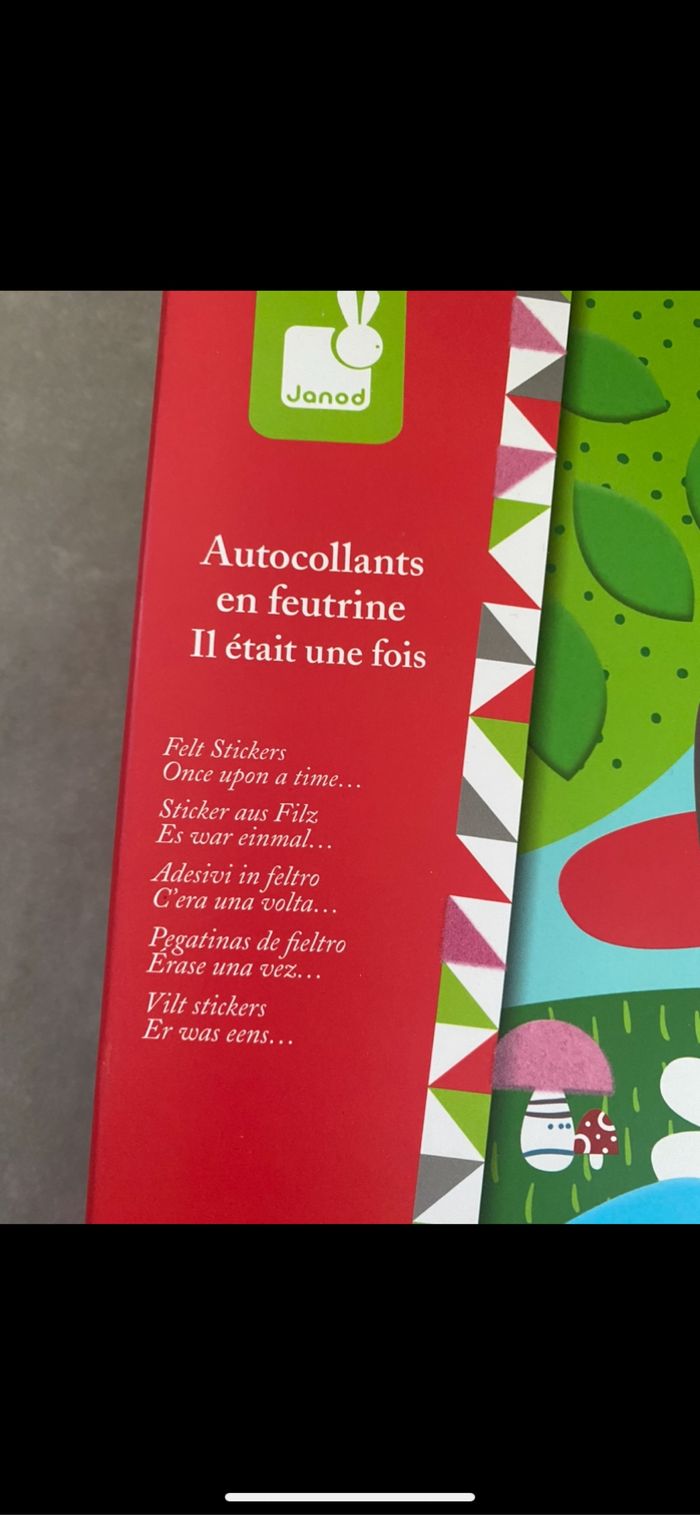 Janod
Autocollants
en feutrine
Il était une fois
Felt Stickers
Once upon a time...
Sticker aus Filz
Es war einmal...
Adesivi in feltro
C'era una volta...
Pegatinas de fieltro
Érase una vez...
Vilt stickers
Er was eens...